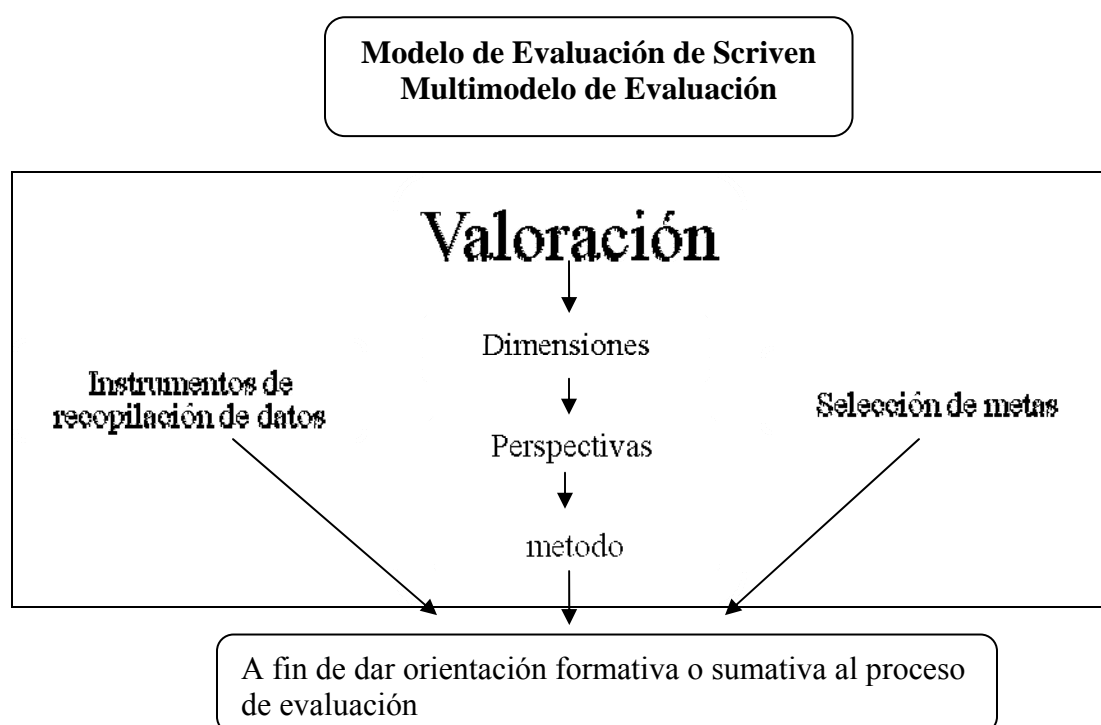 Modelo de Evaluación de Scriven
Multimodelo de Evaluación
Valoración
Dimensiones
Instrumentos de
recopilación de datos
Selección de metas
Perspectivas
metodo
A fin de dar orientación formativa o sumativa al proceso
de evaluación